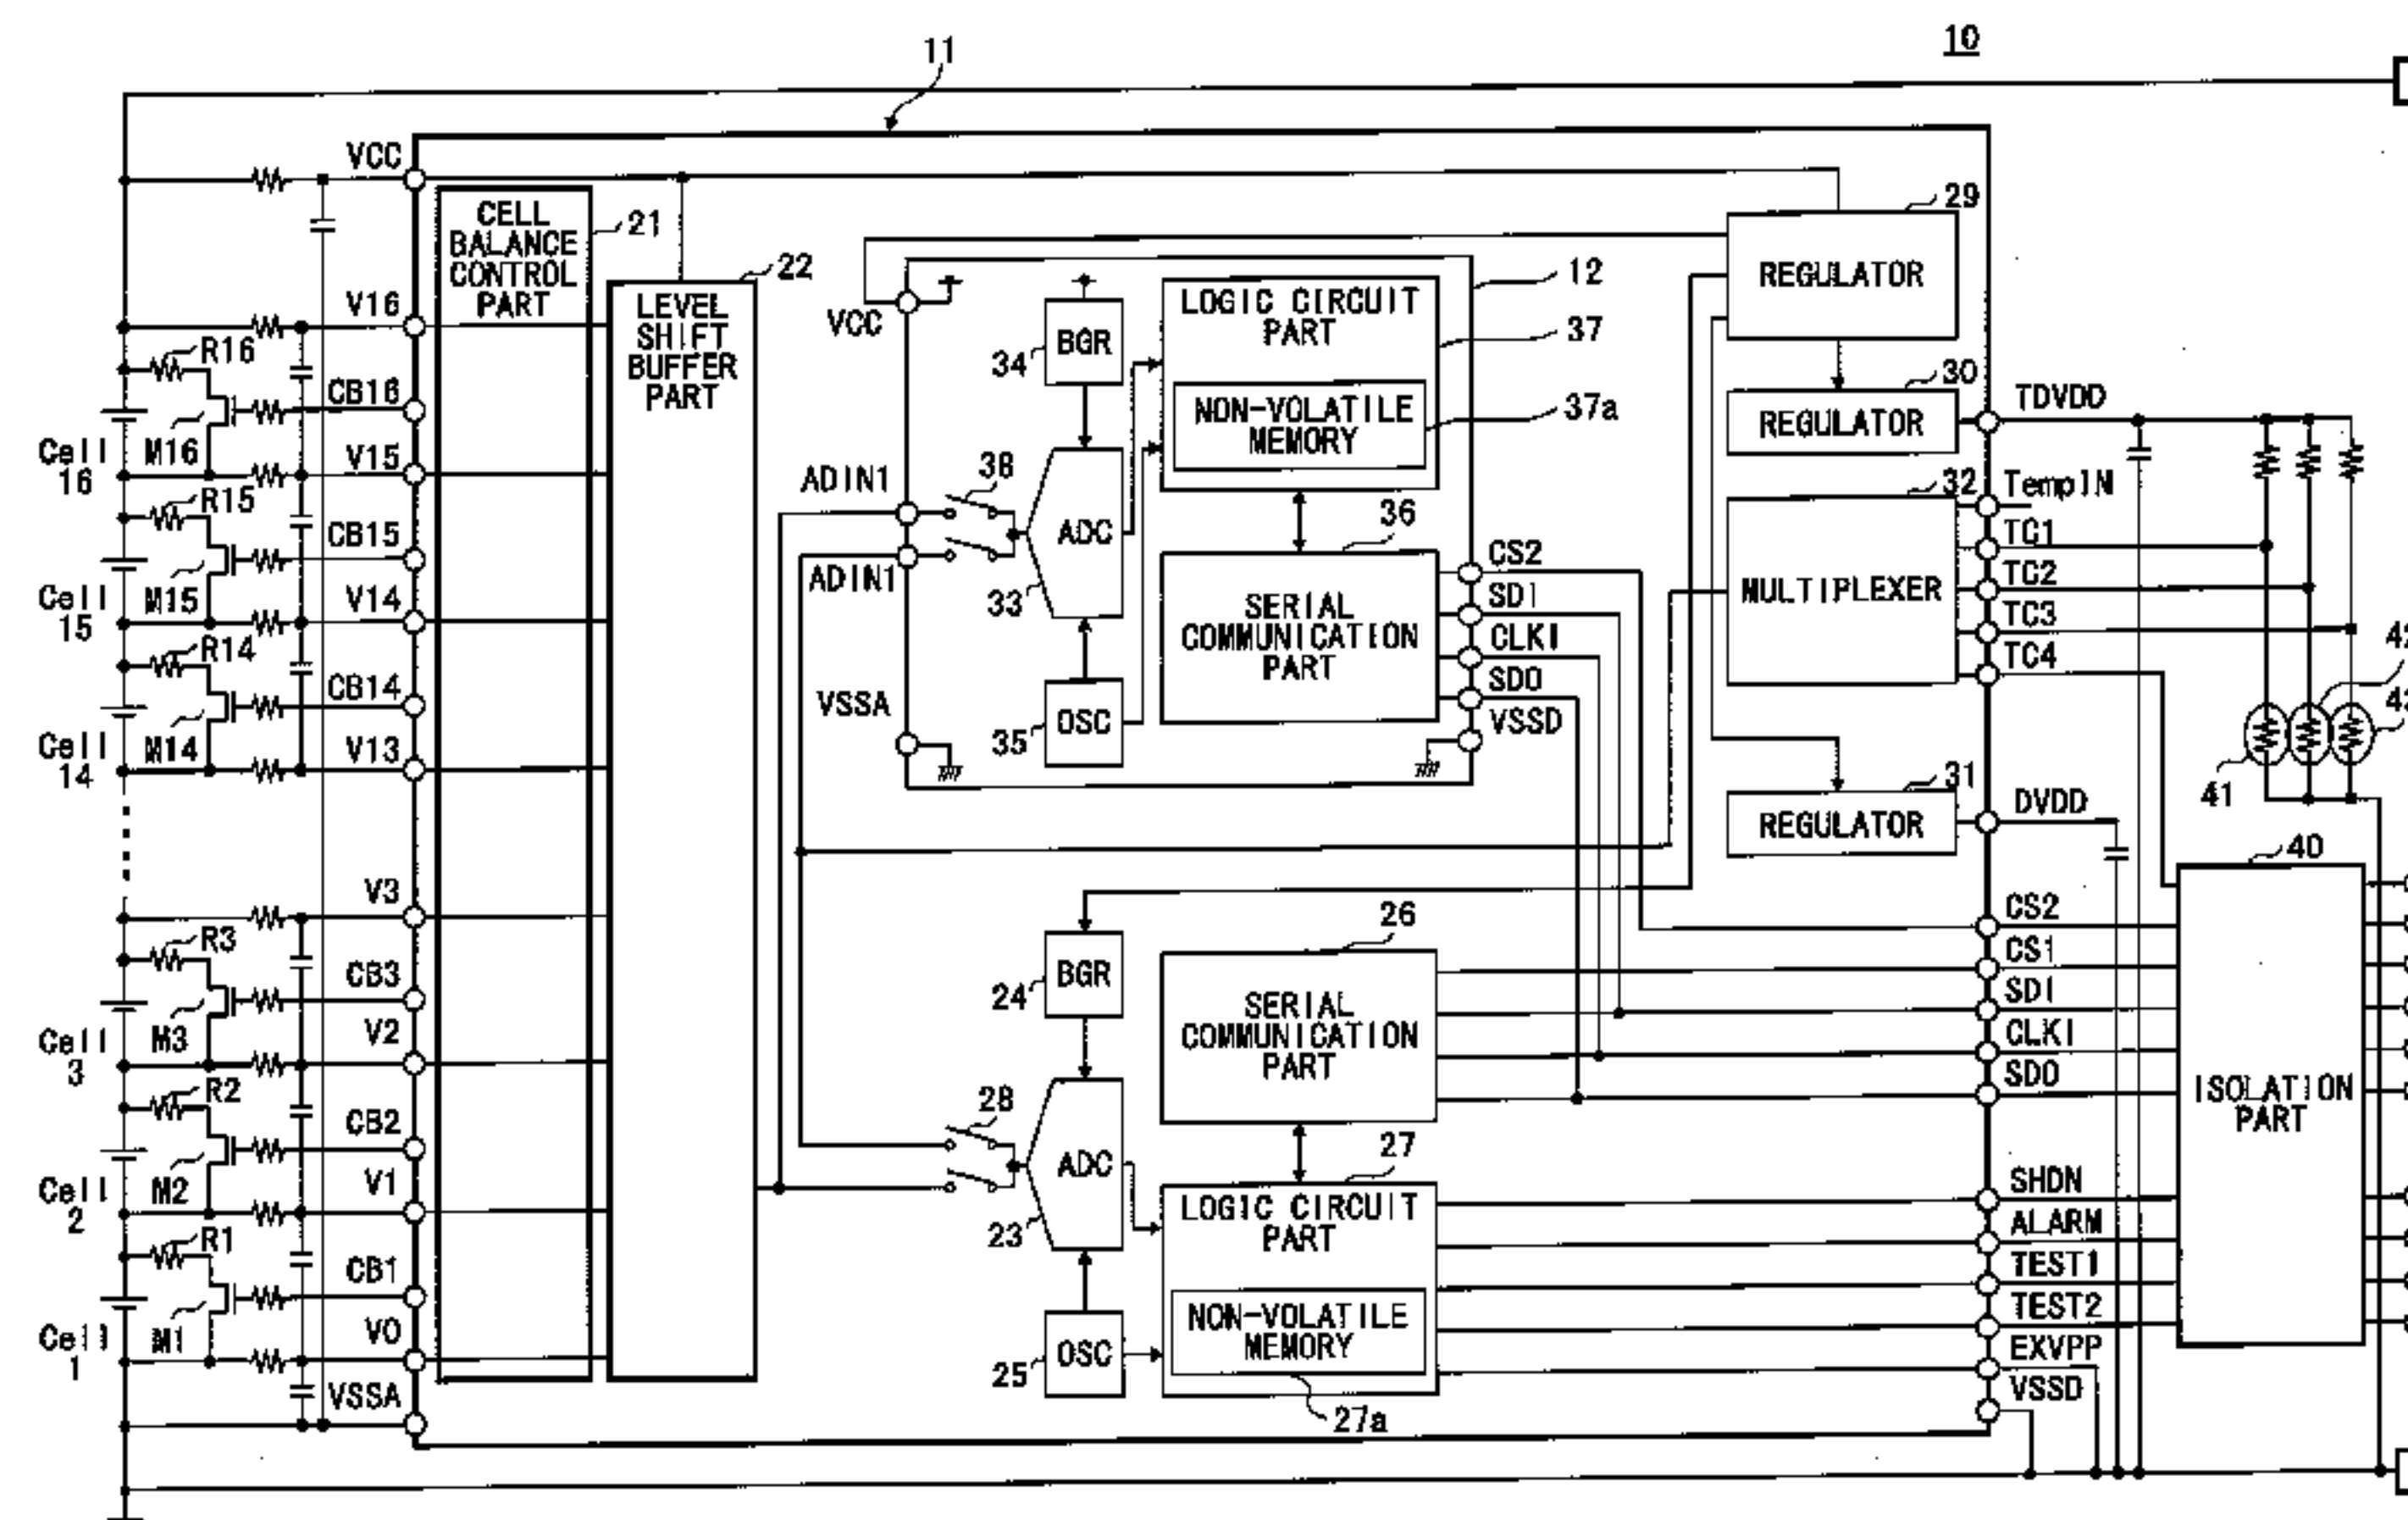 10
11
VCC
CELL
BALANCE
CONTROL
PART
21
22
LEVEL
SHIFT
BUFFER
PART
29
REGULATOR
12
VCC
34
BGR
LOGIC CIRCUIT
PART
37
NON-VOLATILE
MEMORY
37a
30
REGULATOR
TDVDD
V16
R16
CB16
M16
Cell
16
V15
R15
CB15
M15
Cell
15
V14
R14
CB14
M14
Cell
14
V13
ADIN1
38
ADIN1
ADC
33
36
SERIAL
COMMUNICATION
PART
CS2
SDI
CLKI
SDO
VSSD
VSSA
35
OSC
32
TempIN
TC1
MULTIPLEXER
TC2
TC3
TC4
41
31
REGULATOR
DVDD
40
ISOLATION
PART
V3
R3
CB3
M3
Cell
3
V2
R2
CB2
M2
Cell
2
V1
R1
CB1
M1
Cell
1
V0
VSSA
24
BGR
26
SERIAL
COMMUNICATION
PART
28
ADC
23
27
LOGIC CIRCUIT
PART
NON-VOLATILE
MEMORY
27a
25
OSC
CS2
CS1
SDI
CLKI
SDO
SHDN
ALARM
TEST1
TEST2
EXVPP
VSSD